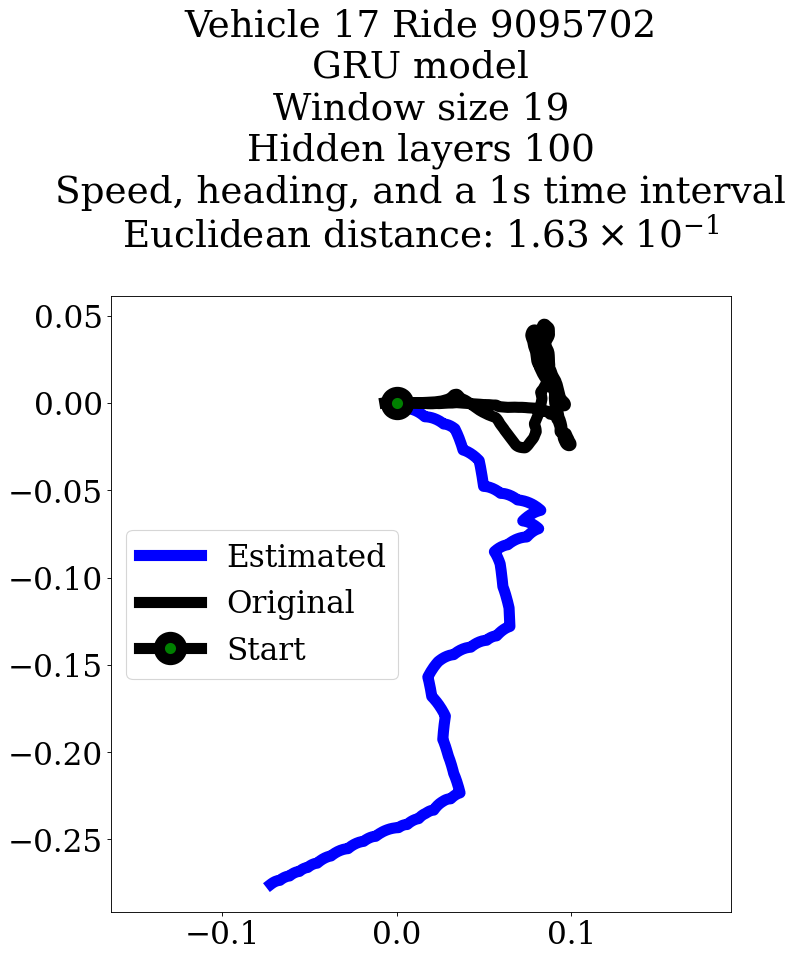 Vehicle 17 Ride 9095702
GRU model
Window size 19
Hidden layers 100
Speed, heading, and a 1s time interval
Euclidean distance: 1.63 × 10⁻¹
0.05
0.00
−0.05
−0.10
−0.15
−0.20
−0.25
Estimated
Original
Start
−0.1
0.0
0.1